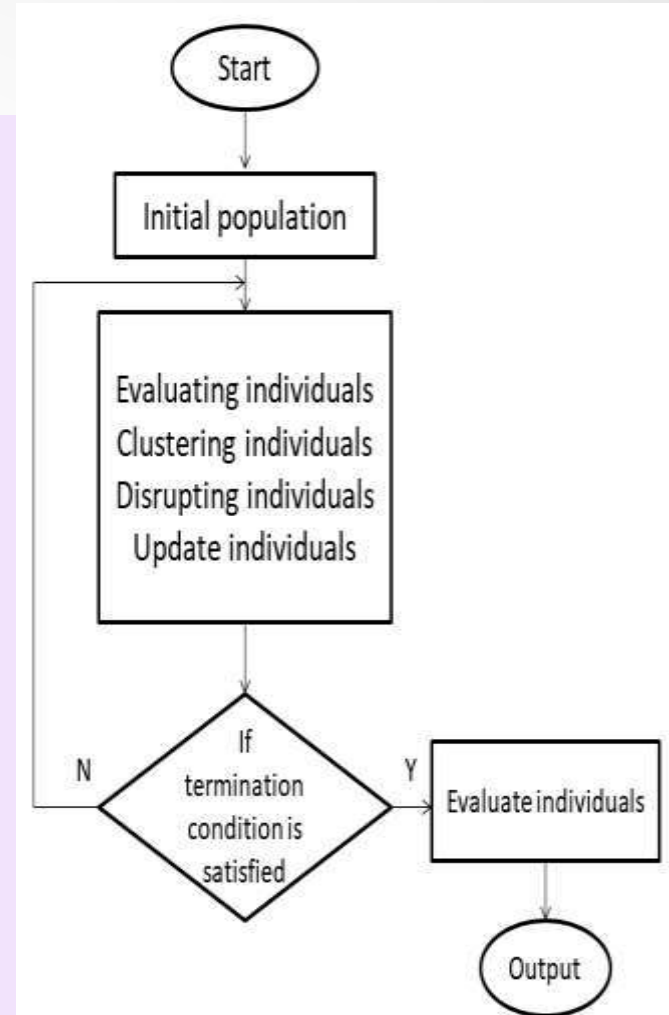 Start
Initial population
Evaluating individuals
Clustering individuals
Disrupting individuals
Update individuals
If
termination
condition is
satisfied
N
Y
Evaluate individuals
Output